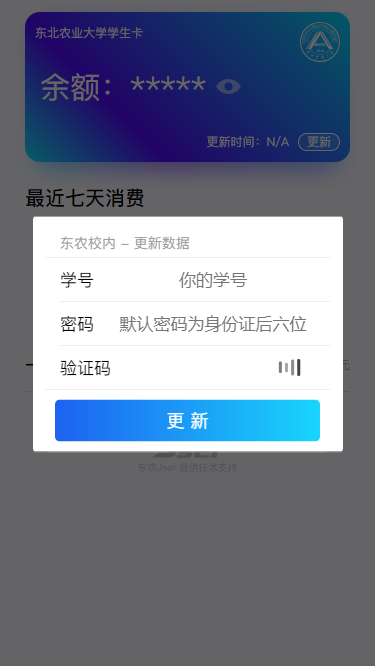 东北农业大学学生卡
余额：*****
更新时间：N/A 更新
最近七天消费
东农校内 – 更新数据
学号 你的学号
密码 默认密码为身份证后六位
验证码
更 新
元
东农Jser 提供技术支持